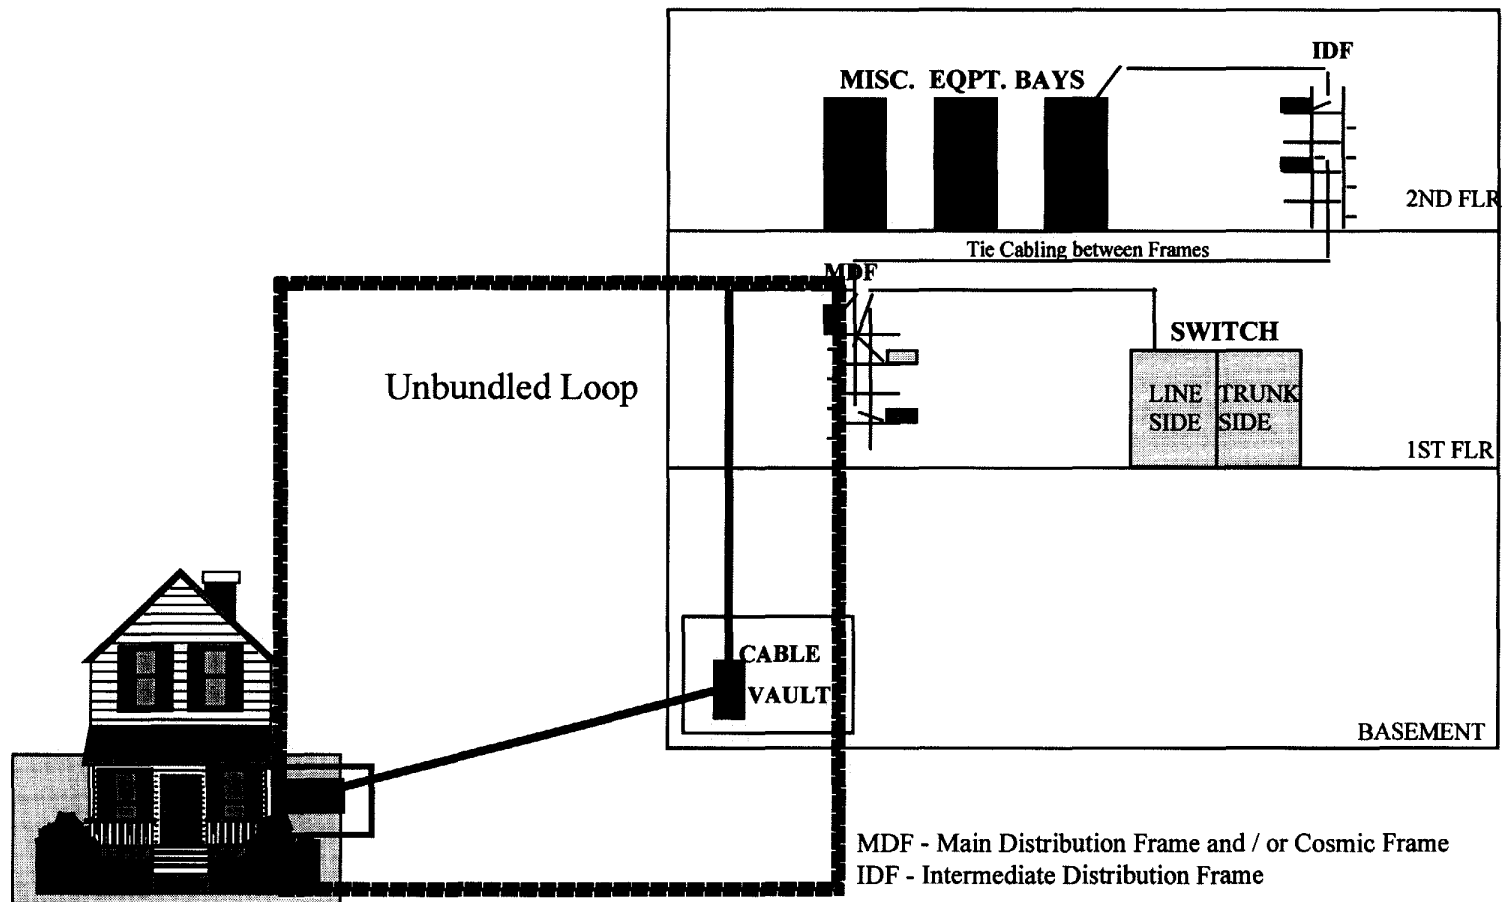 IDF
MISC. EQPT. BAYS
2ND FLR
Tie Cabling between Frames
MDF
SWITCH
Unbundled Loop
LINE TRUNK
SIDE SIDE
1ST FLR
CABLE
VAULT
BASEMENT
MDF - Main Distribution Frame and / or Cosmic Frame
IDF - Intermediate Distribution Frame